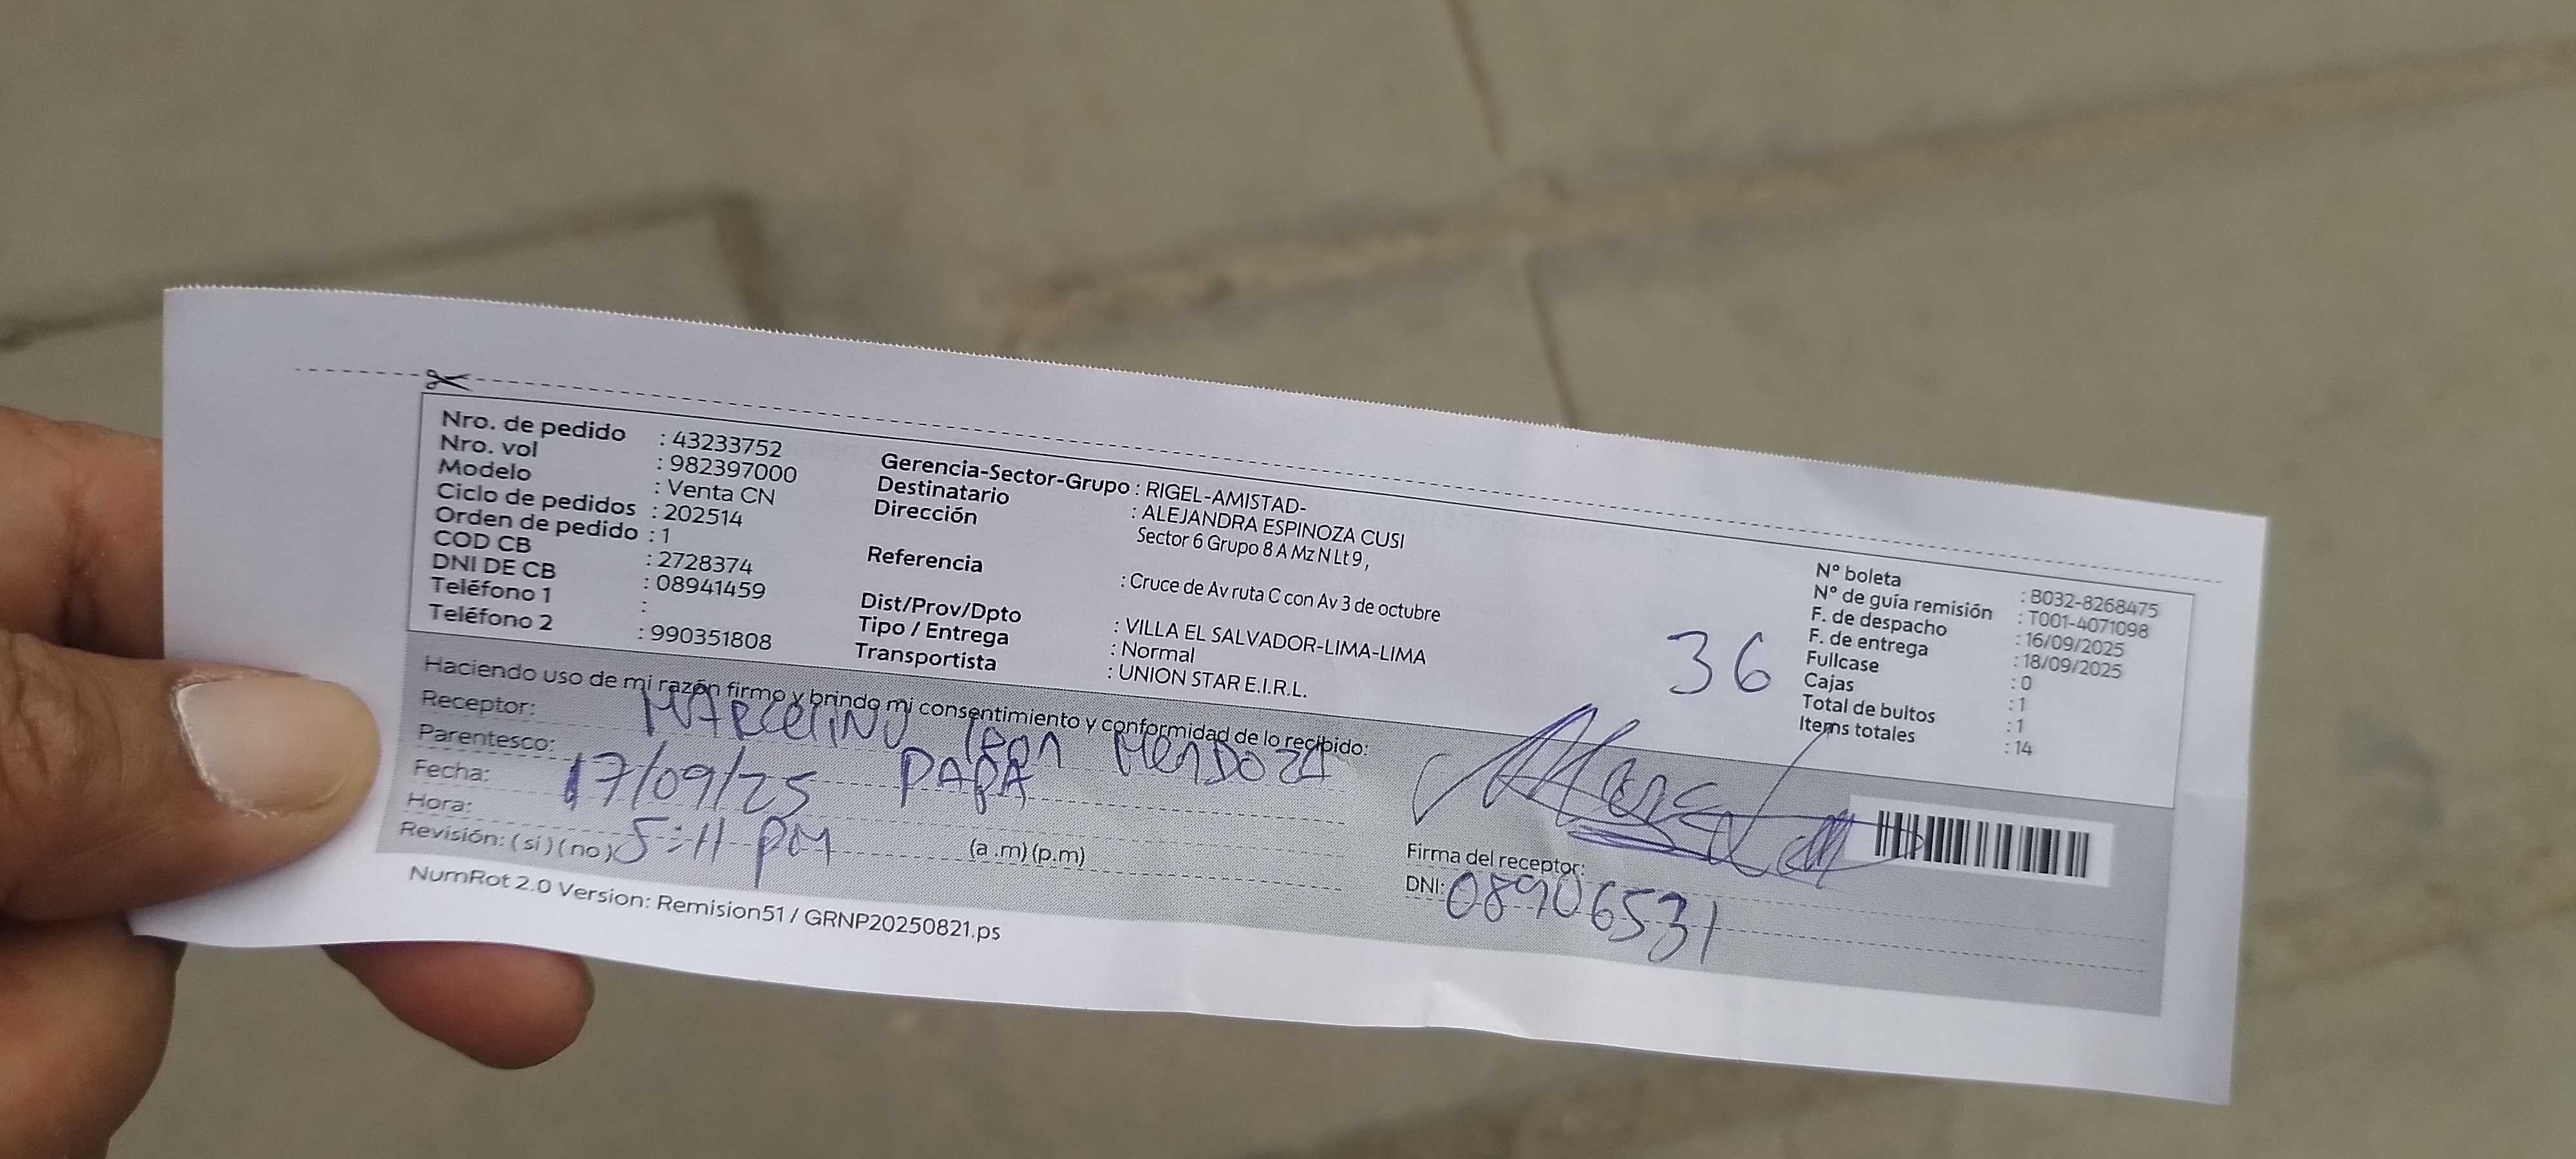 Nro. de pedido : 43233752
Nro. vol : 982397000
Modelo : Venta CN
Ciclo de pedidos : 202514
Orden de pedido : 1
COD CB : 2728374
DNI DE CB : 08941459
Teléfono 1 :
Teléfono 2 : 990351808
Gerencia-Sector-Grupo : RIGEL-AMISTAD-
Destinatario : ALEJANDRA ESPINOZA CUSI
Dirección Sector 6 Grupo 8 A Mz N Lt 9,
Referencia : Cruce de Av ruta C con Av 3 de octubre
Dist/Prov/Dpto : VILLA EL SALVADOR-LIMA-LIMA
Tipo / Entrega : Normal
Transportista : UNION STAR E.I.R.L.
36
N° boleta : B032-8268475
N° de guía remisión : T001-4071098
F. de despacho : 16/09/2025
F. de entrega : 18/09/2025
Fullcase : 0
Cajas : 1
Total de bultos : 1
Items totales : 14
Haciendo uso de mi razón firmo y brindo mi consentimiento y conformidad de lo recibido:
Receptor: MARCELINO leon MENDOZA
Parentesco: PAPA
Fecha: 17/09/25
Hora: 5:11 pm (a .m) (p.m)
Revisión: ( si ) ( no )
Firma del receptor:
DNI: 08906531
NumRot 2.0 Version: Remision51 / GRNP20250821.ps